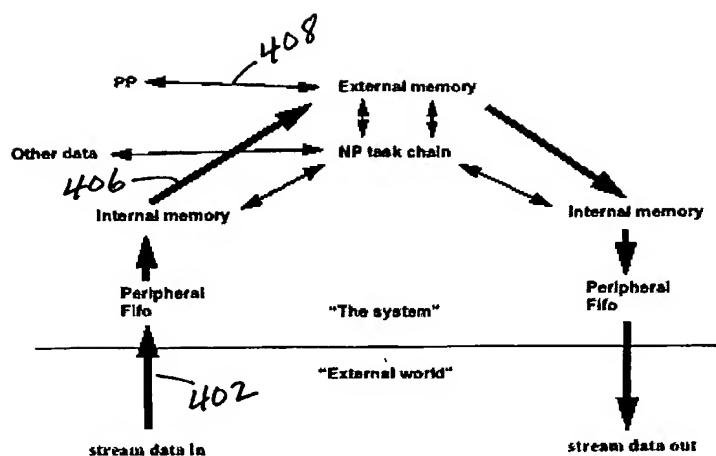 408
PP
External memory
Other data
NP task chain
406
Internal memory
Internal memory
Peripheral
Fifo
Peripheral
Fifo
"The system"
"External world"
402
stream data in
stream data out